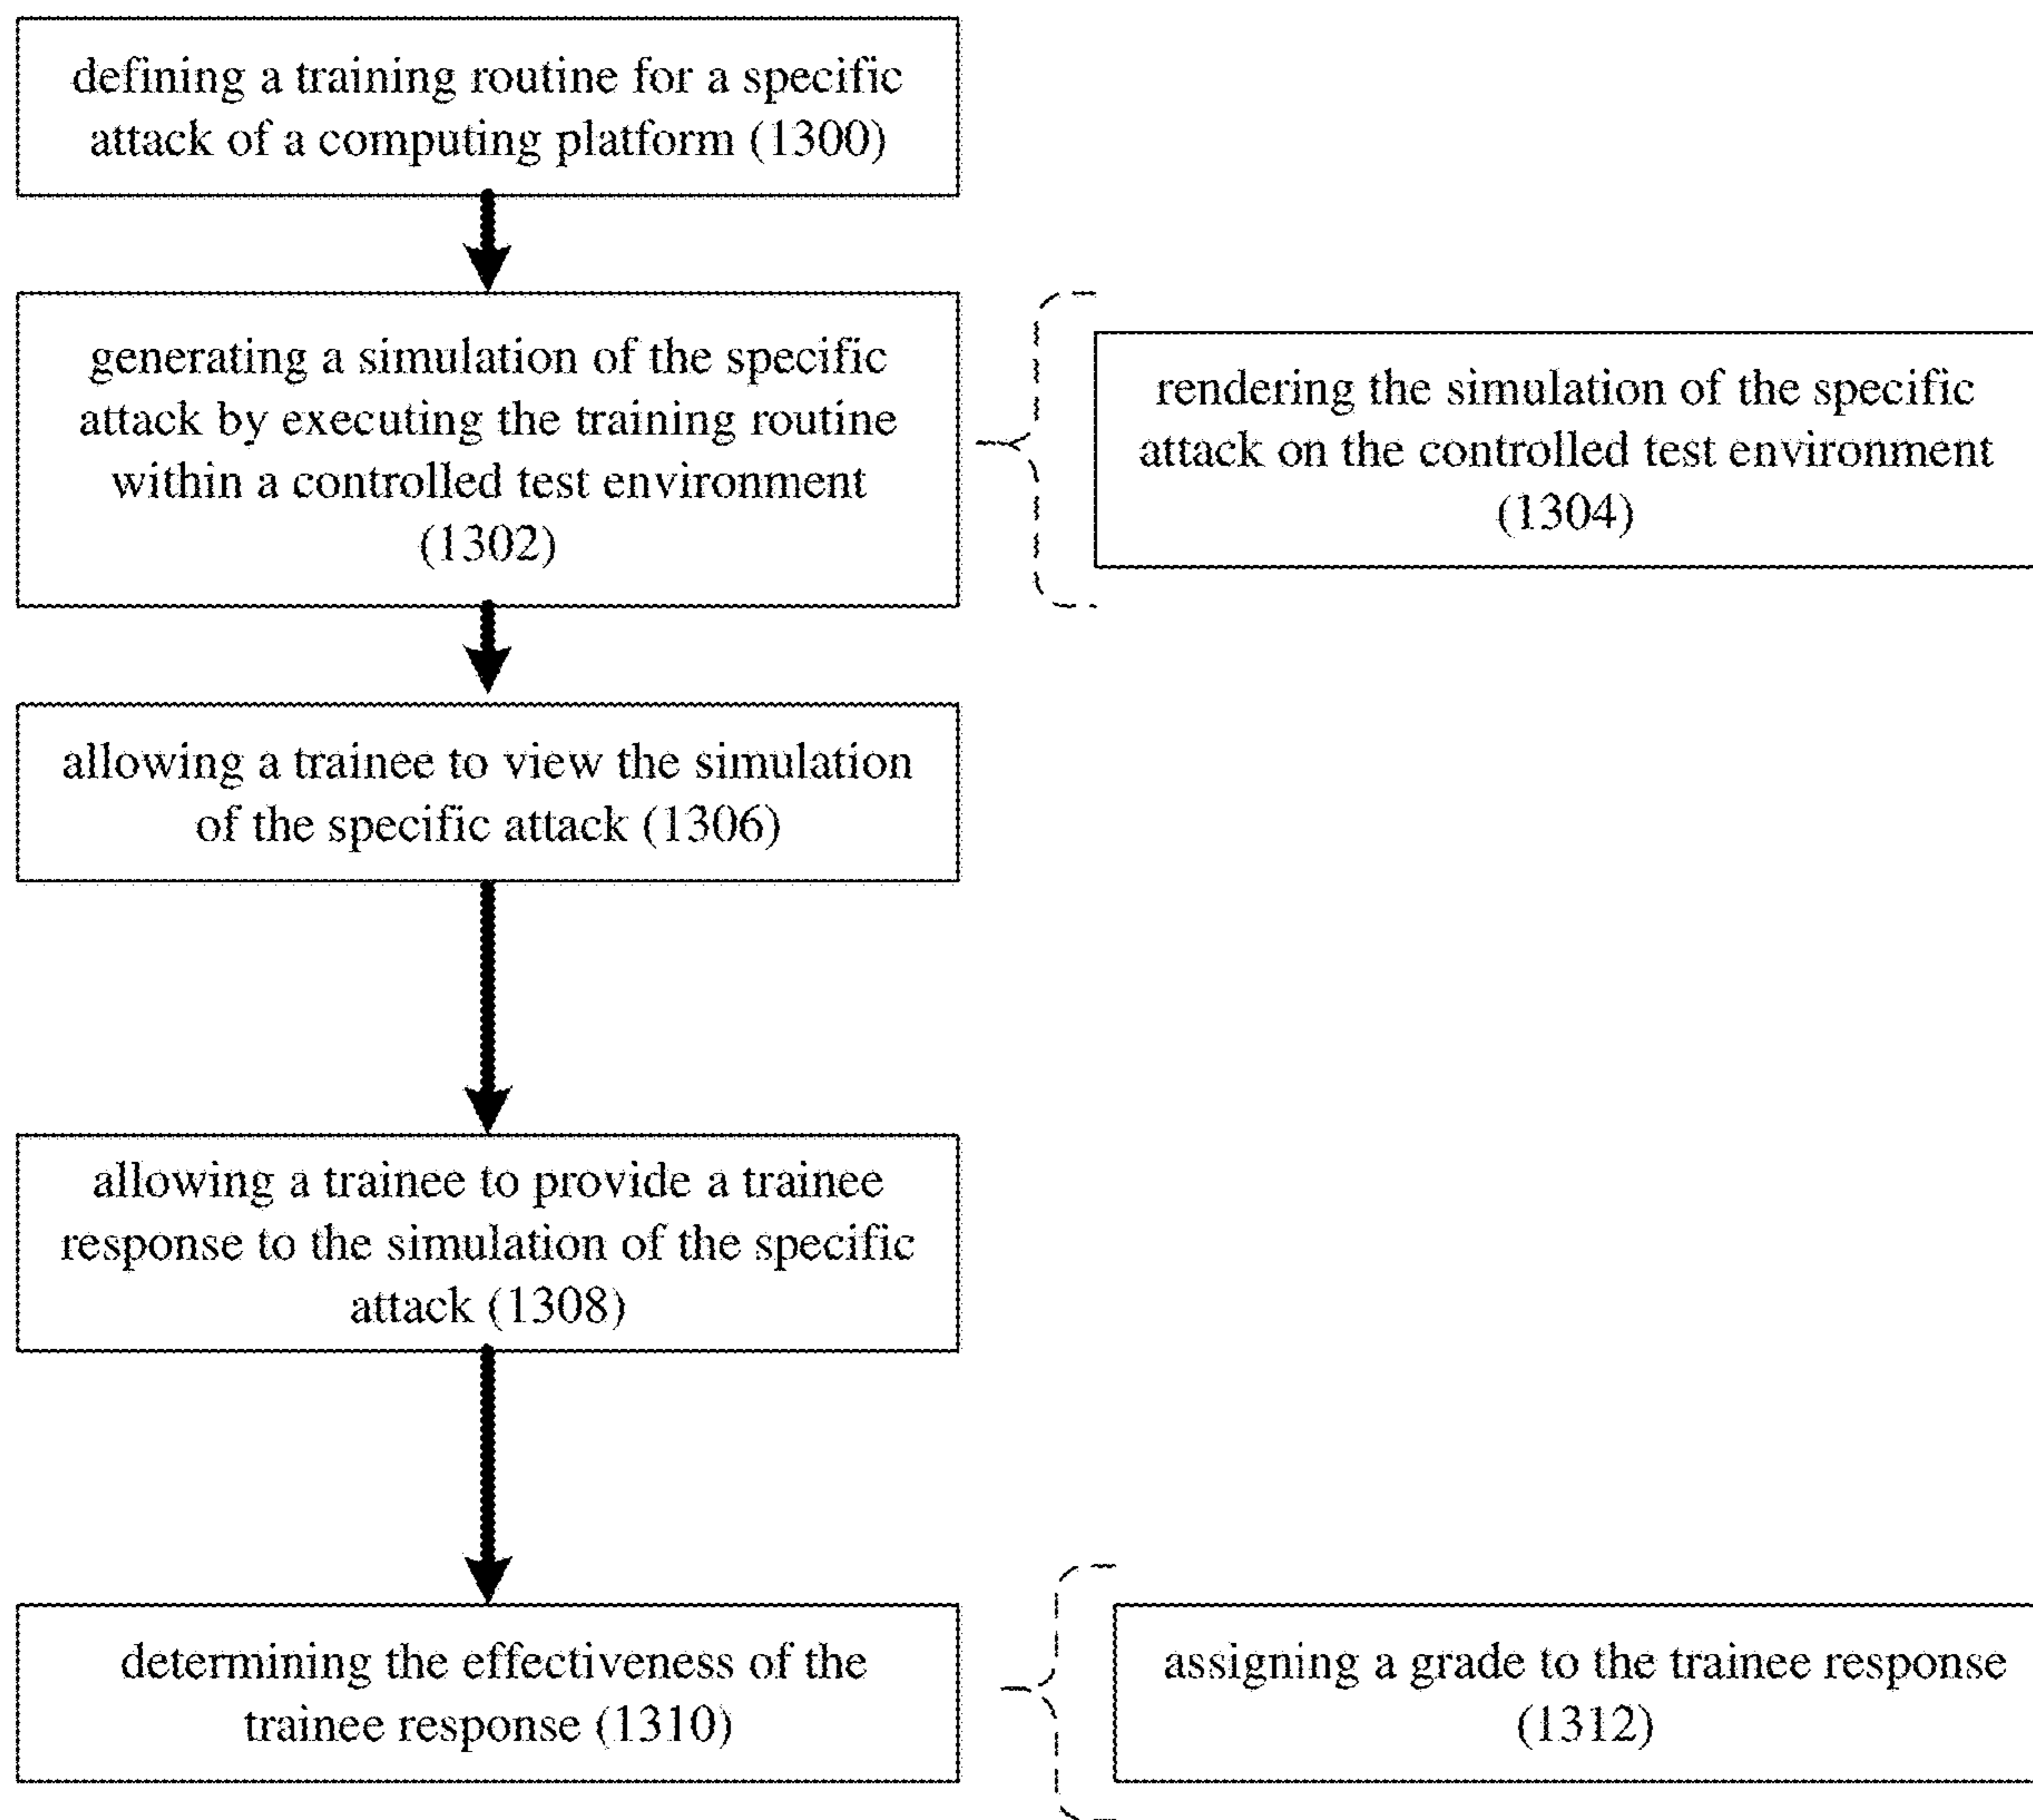 defining a training routine for a specific
attack of a computing platform (1300)
generating a simulation of the specific
attack by executing the training routine
within a controlled test environment
(1302)
rendering the simulation of the specific
attack on the controlled test environment
(1304)
allowing a trainee to view the simulation
of the specific attack (1306)
allowing a trainee to provide a trainee
response to the simulation of the specific
attack (1308)
determining the effectiveness of the
trainee response (1310)
assigning a grade to the trainee response
(1312)